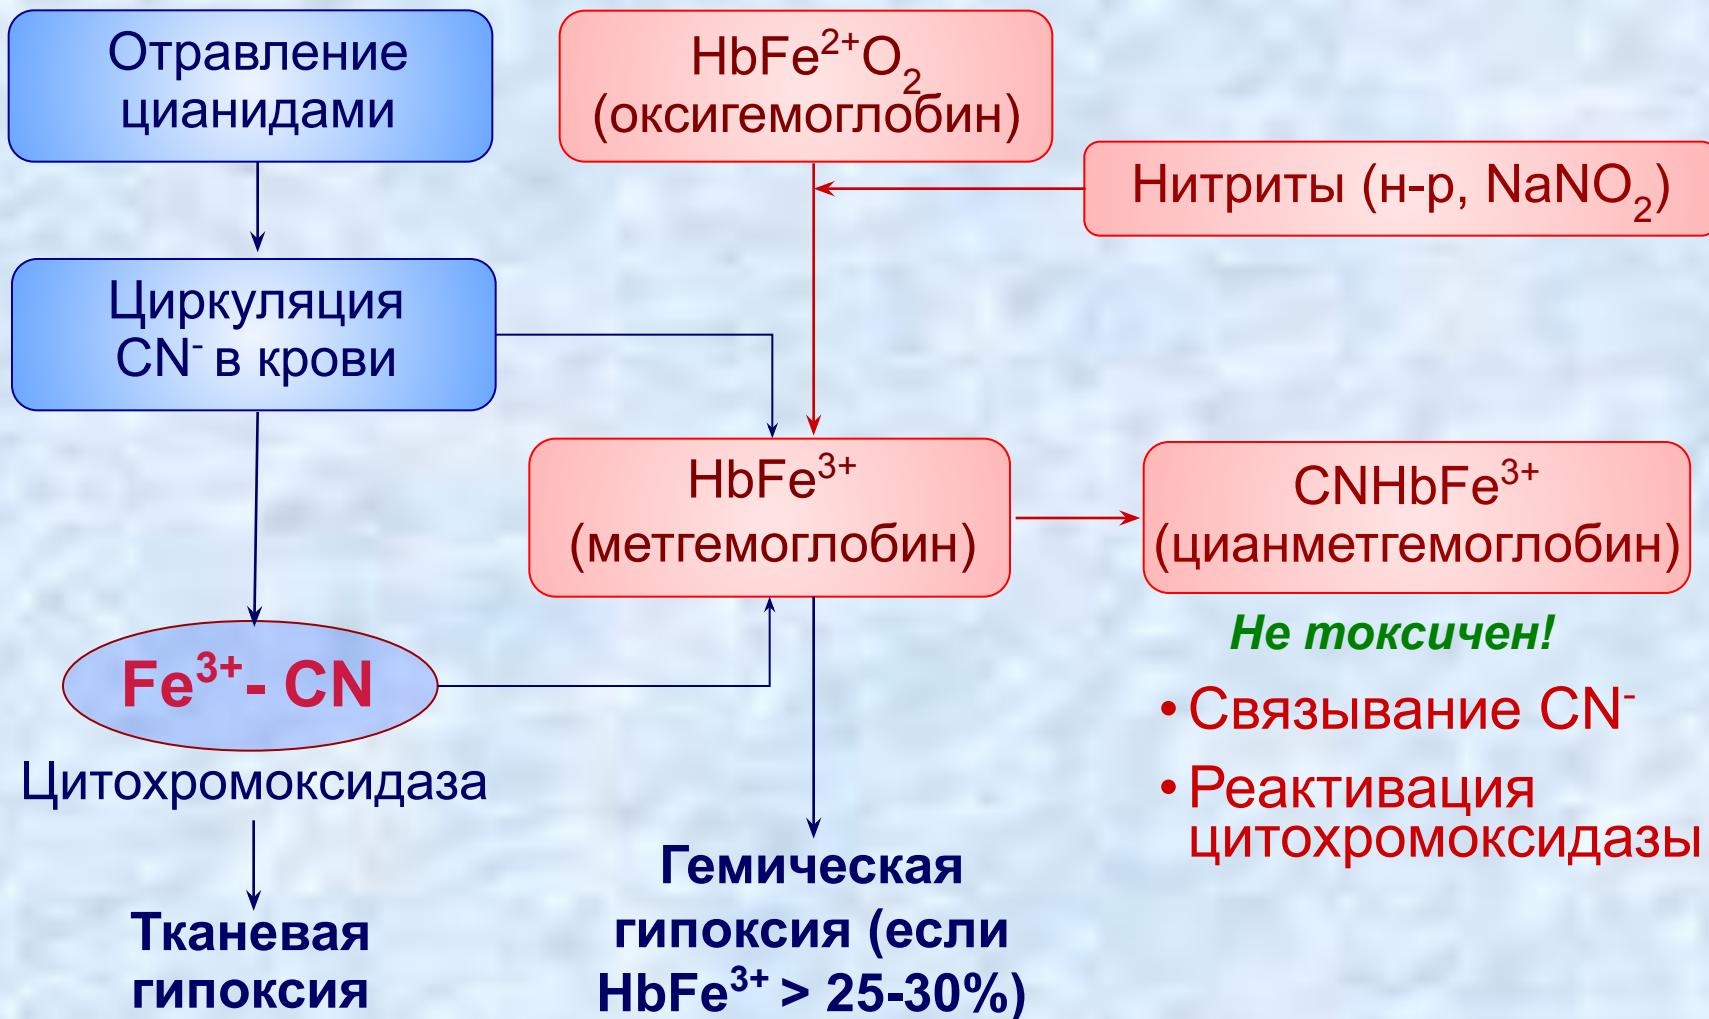 Отравление
цианидами
HbFe²⁺O₂
(оксигемоглобин)
Нитриты (н-р, NaNO₂)
Циркуляция
CN⁻ в крови
HbFe³⁺
(метгемоглобин)
CNHbFe³⁺
(цианметгемоглобин)
Не токсичен!
Fe³⁺- CN
Цитохромоксидаза
• Связывание CN⁻
• Реактивация
цитохромоксидазы
Тканевая
гипоксия
Гемическая
гипоксия (если
HbFe³⁺ > 25-30%)